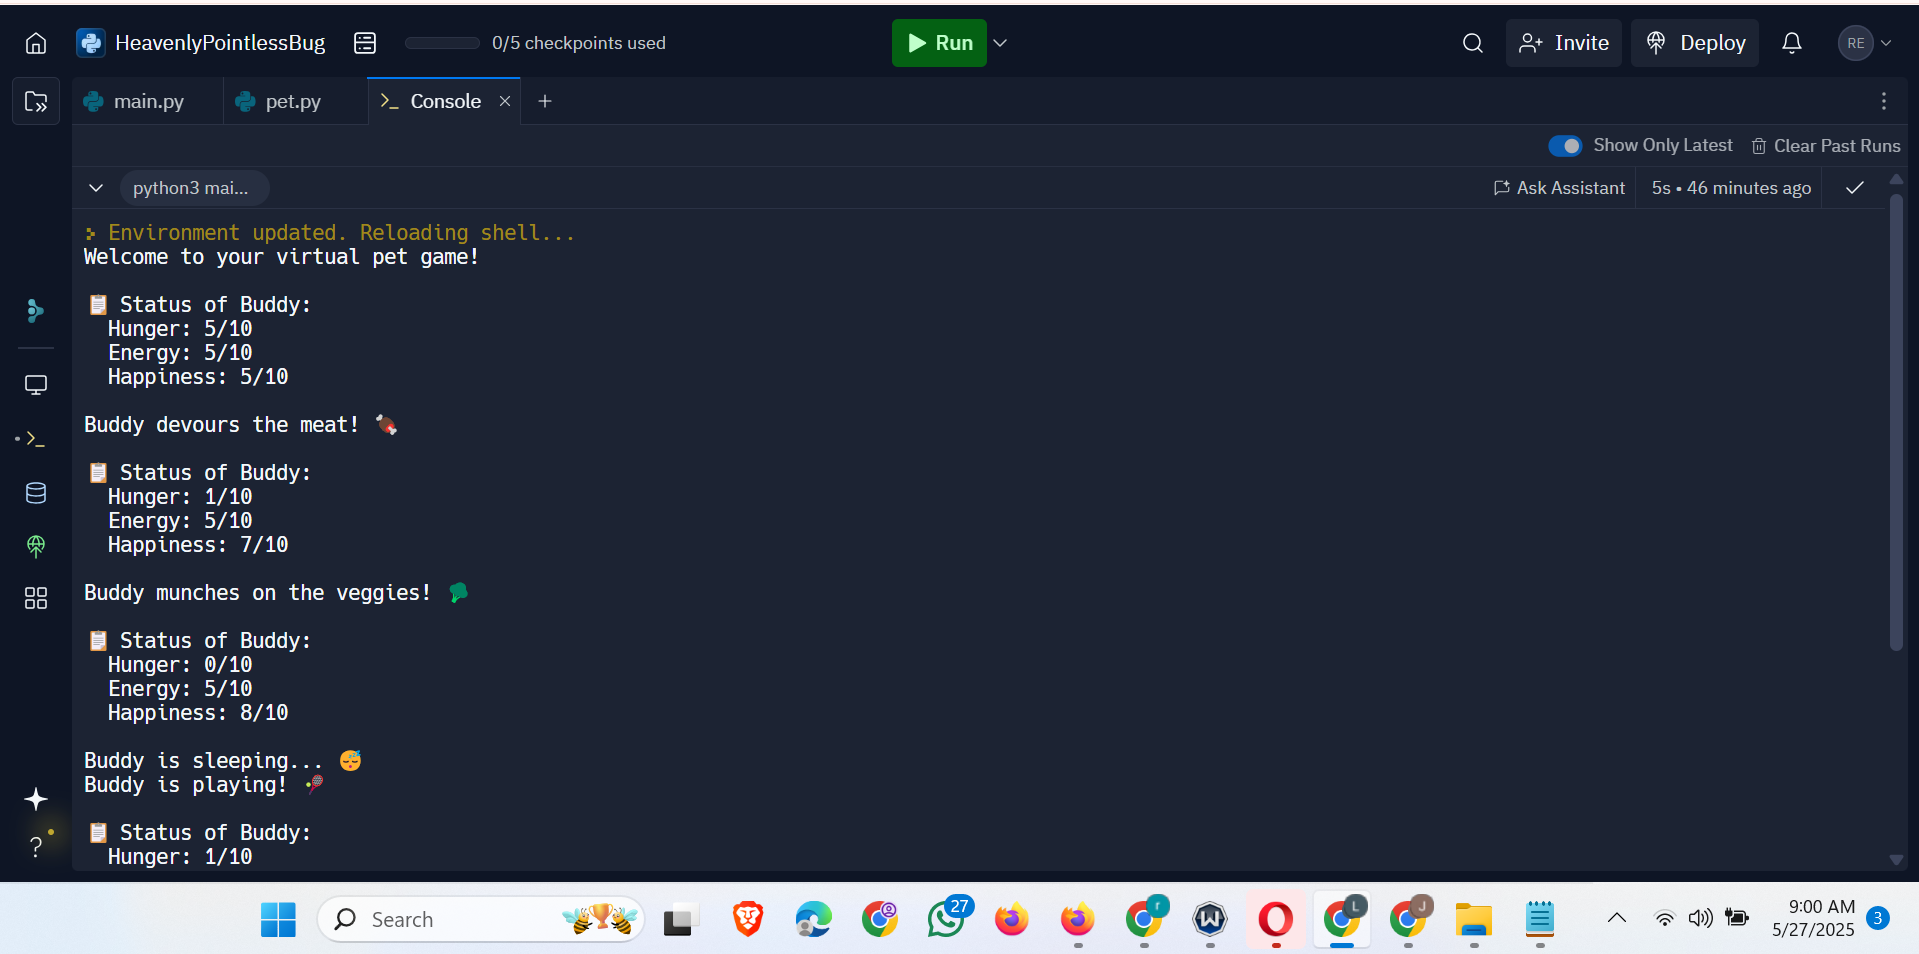 HeavenlyPointlessBug
0/5 checkpoints used
Run
Invite
Deploy
RE
main.py
pet.py
Console
Show Only Latest
Clear Past Runs
python3 mai...
Ask Assistant
5s • 46 minutes ago
Environment updated. Reloading shell...
Welcome to your virtual pet game!
📋 Status of Buddy:
Hunger: 5/10
Energy: 5/10
Happiness: 5/10
Buddy devours the meat! 🍖
📋 Status of Buddy:
Hunger: 1/10
Energy: 5/10
Happiness: 7/10
Buddy munches on the veggies! 🥦
📋 Status of Buddy:
Hunger: 0/10
Energy: 5/10
Happiness: 8/10
Buddy is sleeping... 😴
Buddy is playing! 🎾
📋 Status of Buddy:
Hunger: 1/10
?
Search
27
r
W
L
J
9:00 AM
5/27/2025
3